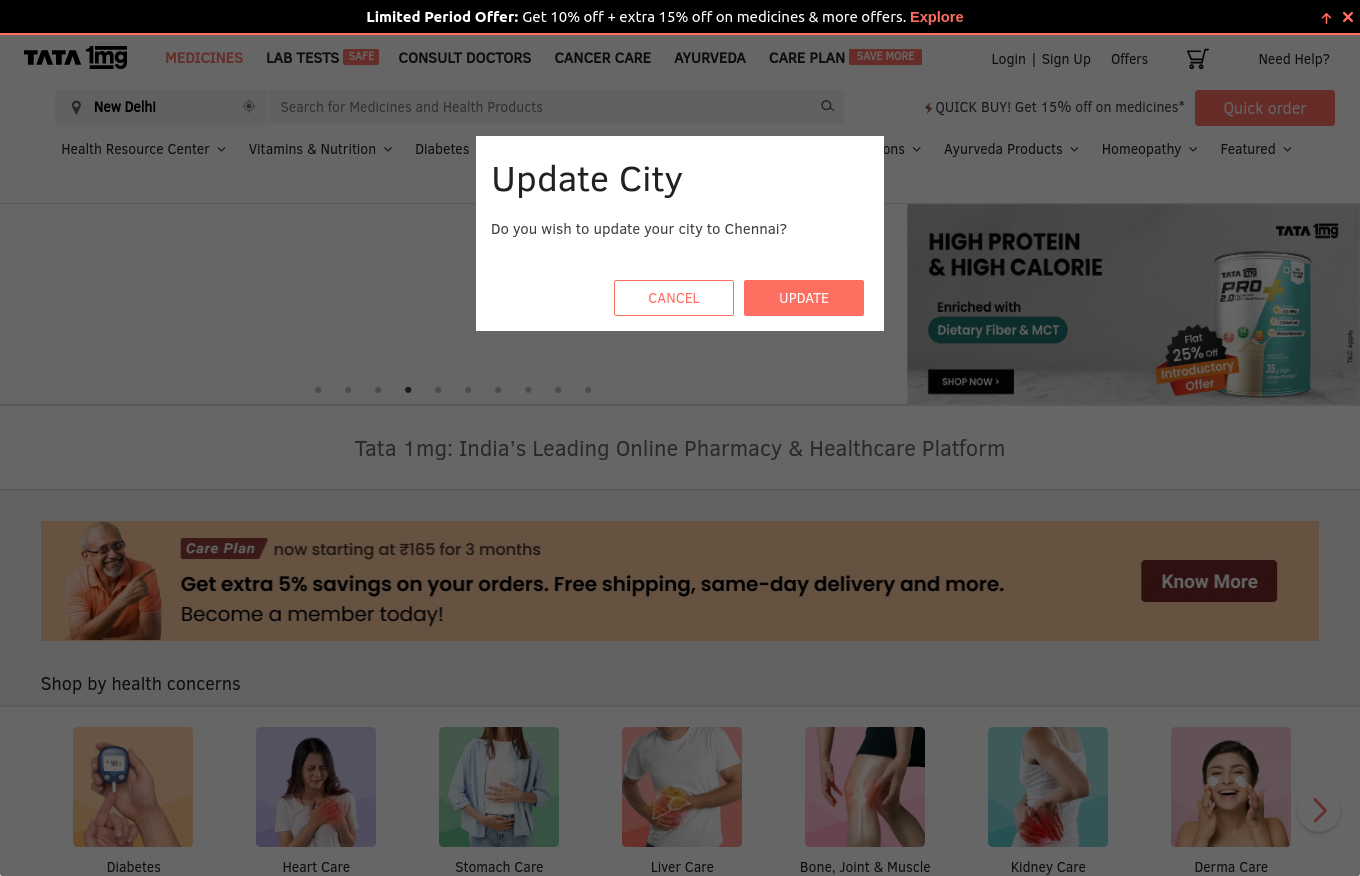 Limited Period Offer: Get 10% off + extra 15% off on medicines & more offers. Explore
TATA 1mg
MEDICINES LAB TESTS SAFE CONSULT DOCTORS CANCER CARE AYURVEDA CARE PLAN SAVE MORE Login | Sign Up Offers Need Help?
New Delhi Search for Medicines and Health Products QUICK BUY! Get 15% off on medicines* Quick order
Health Resource Center Vitamins & Nutrition Diabetes ons Ayurveda Products Homeopathy Featured
Update City
Do you wish to update your city to Chennai?
CANCEL UPDATE
TATA 1mg
HIGH PROTEIN
& HIGH CALORIE
Enriched with
Dietary Fiber & MCT
SHOP NOW >
TATA 1mg
PRO+
2.0
Flat
25% Off
Introductory
Offer
T&C Apply
Tata 1mg: India's Leading Online Pharmacy & Healthcare Platform
Care Plan now starting at ₹165 for 3 months
Get extra 5% savings on your orders. Free shipping, same-day delivery and more.
Become a member today!
Know More
Shop by health concerns
98
Diabetes Heart Care Stomach Care Liver Care Bone, Joint & Muscle Kidney Care Derma Care